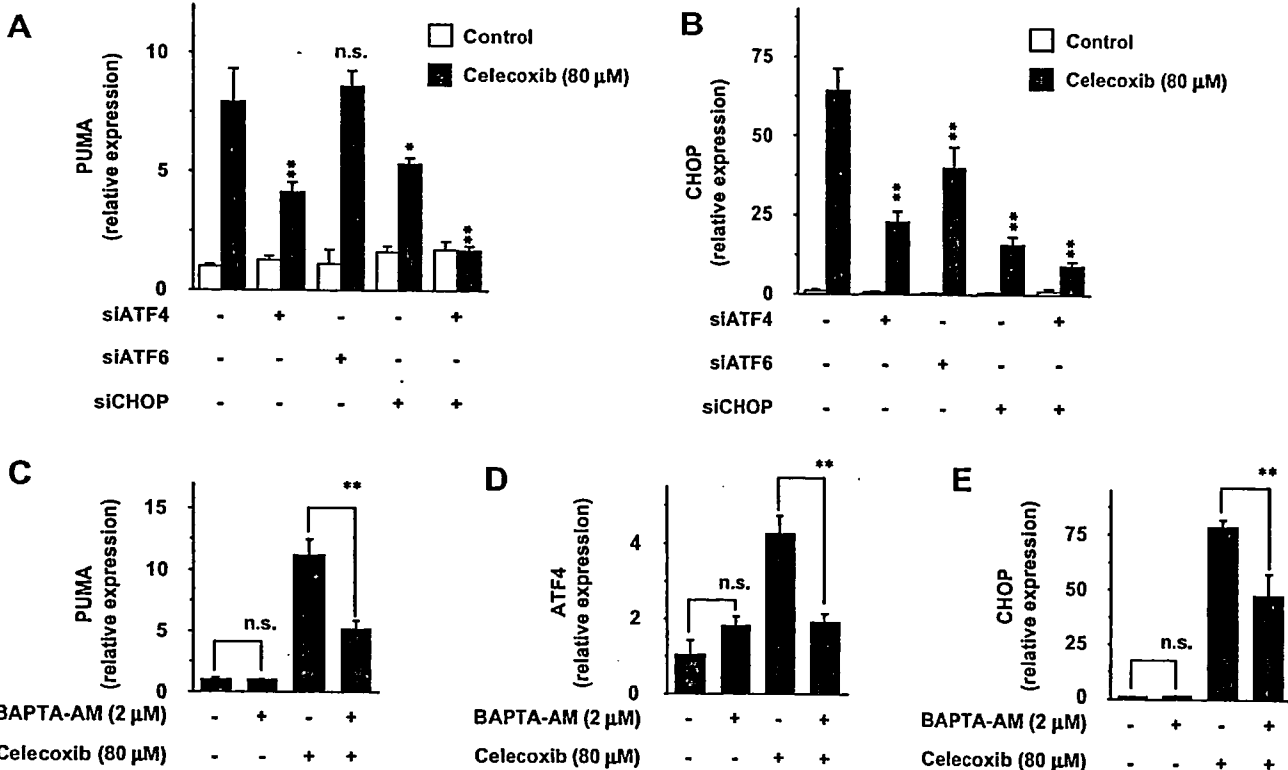 A
PUMA
(relative expression)
10
5
0
n.s.
**
*
**
Control
Celecoxib (80 µM)
siATF4 - + - - +
siATF6 - - + - -
siCHOP - - - + +
B
CHOP
(relative expression)
75
50
25
0
**
**
**
**
Control
Celecoxib (80 µM)
siATF4 - + - - +
siATF6 - - + - -
siCHOP - - - + +
C
PUMA
(relative expression)
15
10
5
0
n.s.
**
BAPTA-AM (2 µM) - + - +
Celecoxib (80 µM) - - + +
D
ATF4
(relative expression)
4
2
0
n.s.
**
BAPTA-AM (2 µM) - + - +
Celecoxib (80 µM) - - + +
E
CHOP
(relative expression)
75
50
25
0
n.s.
**
BAPTA-AM (2 µM) - + - +
Celecoxib (80 µM) - - + +